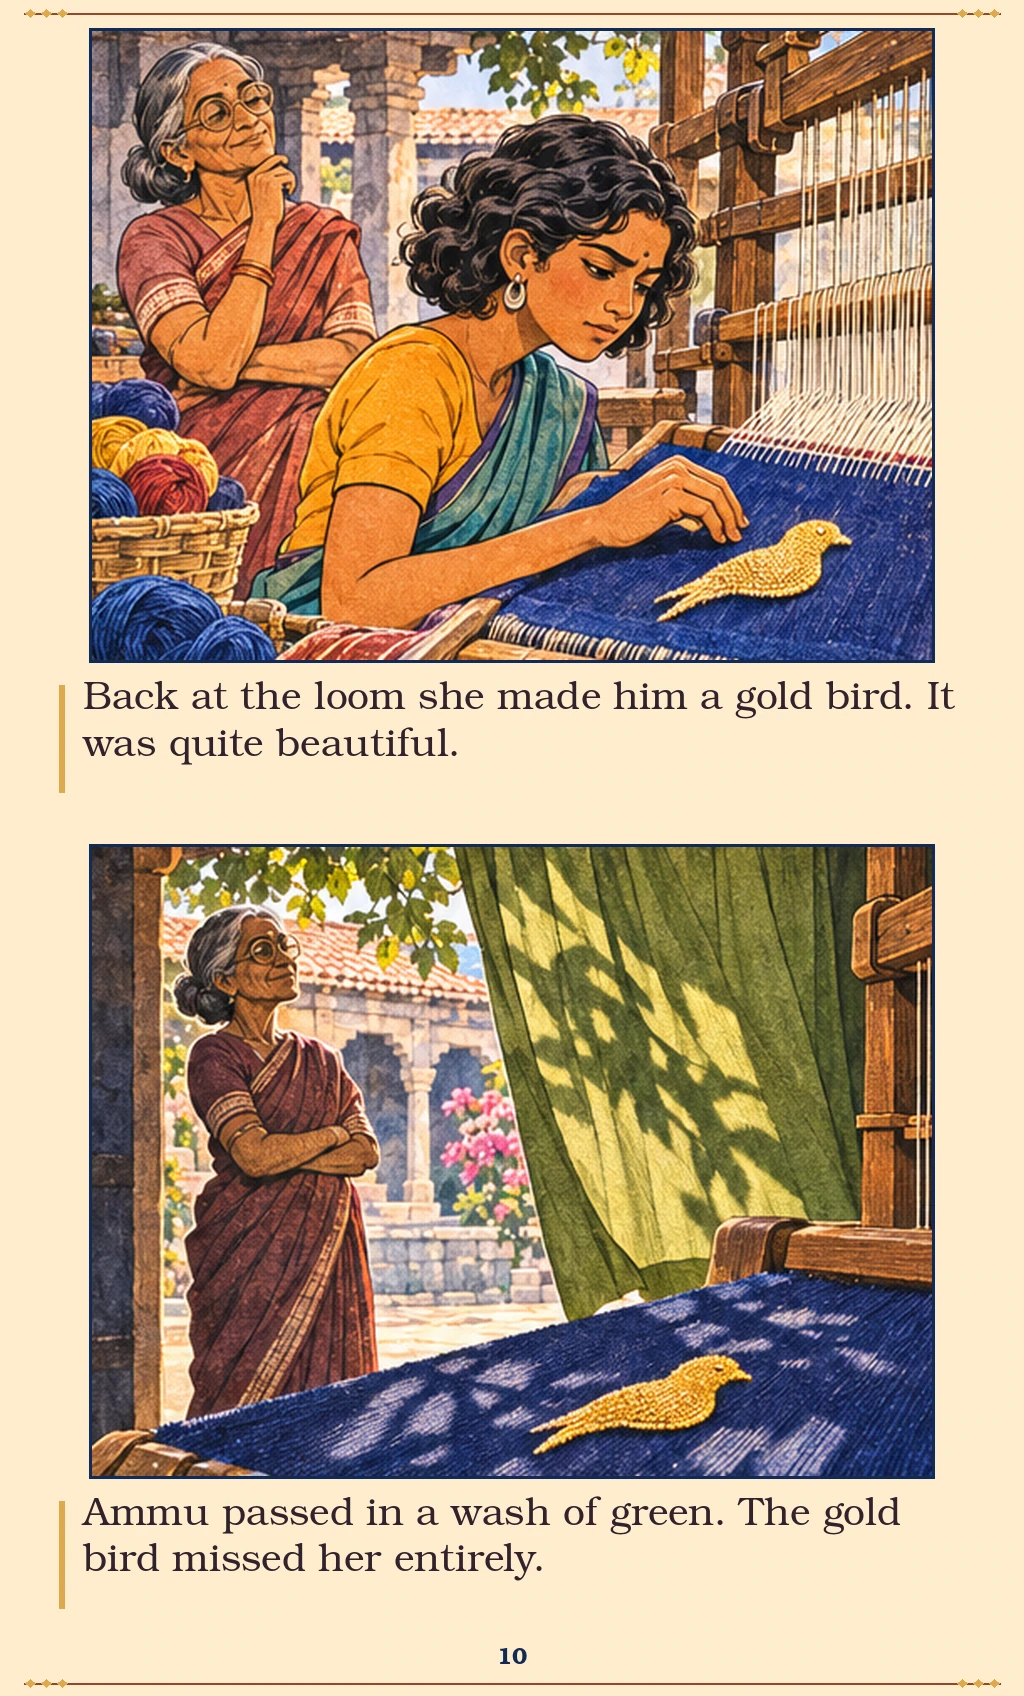 Back at the loom she made him a gold bird. It
was quite beautiful.
Ammu passed in a wash of green. The gold
bird missed her entirely.
10